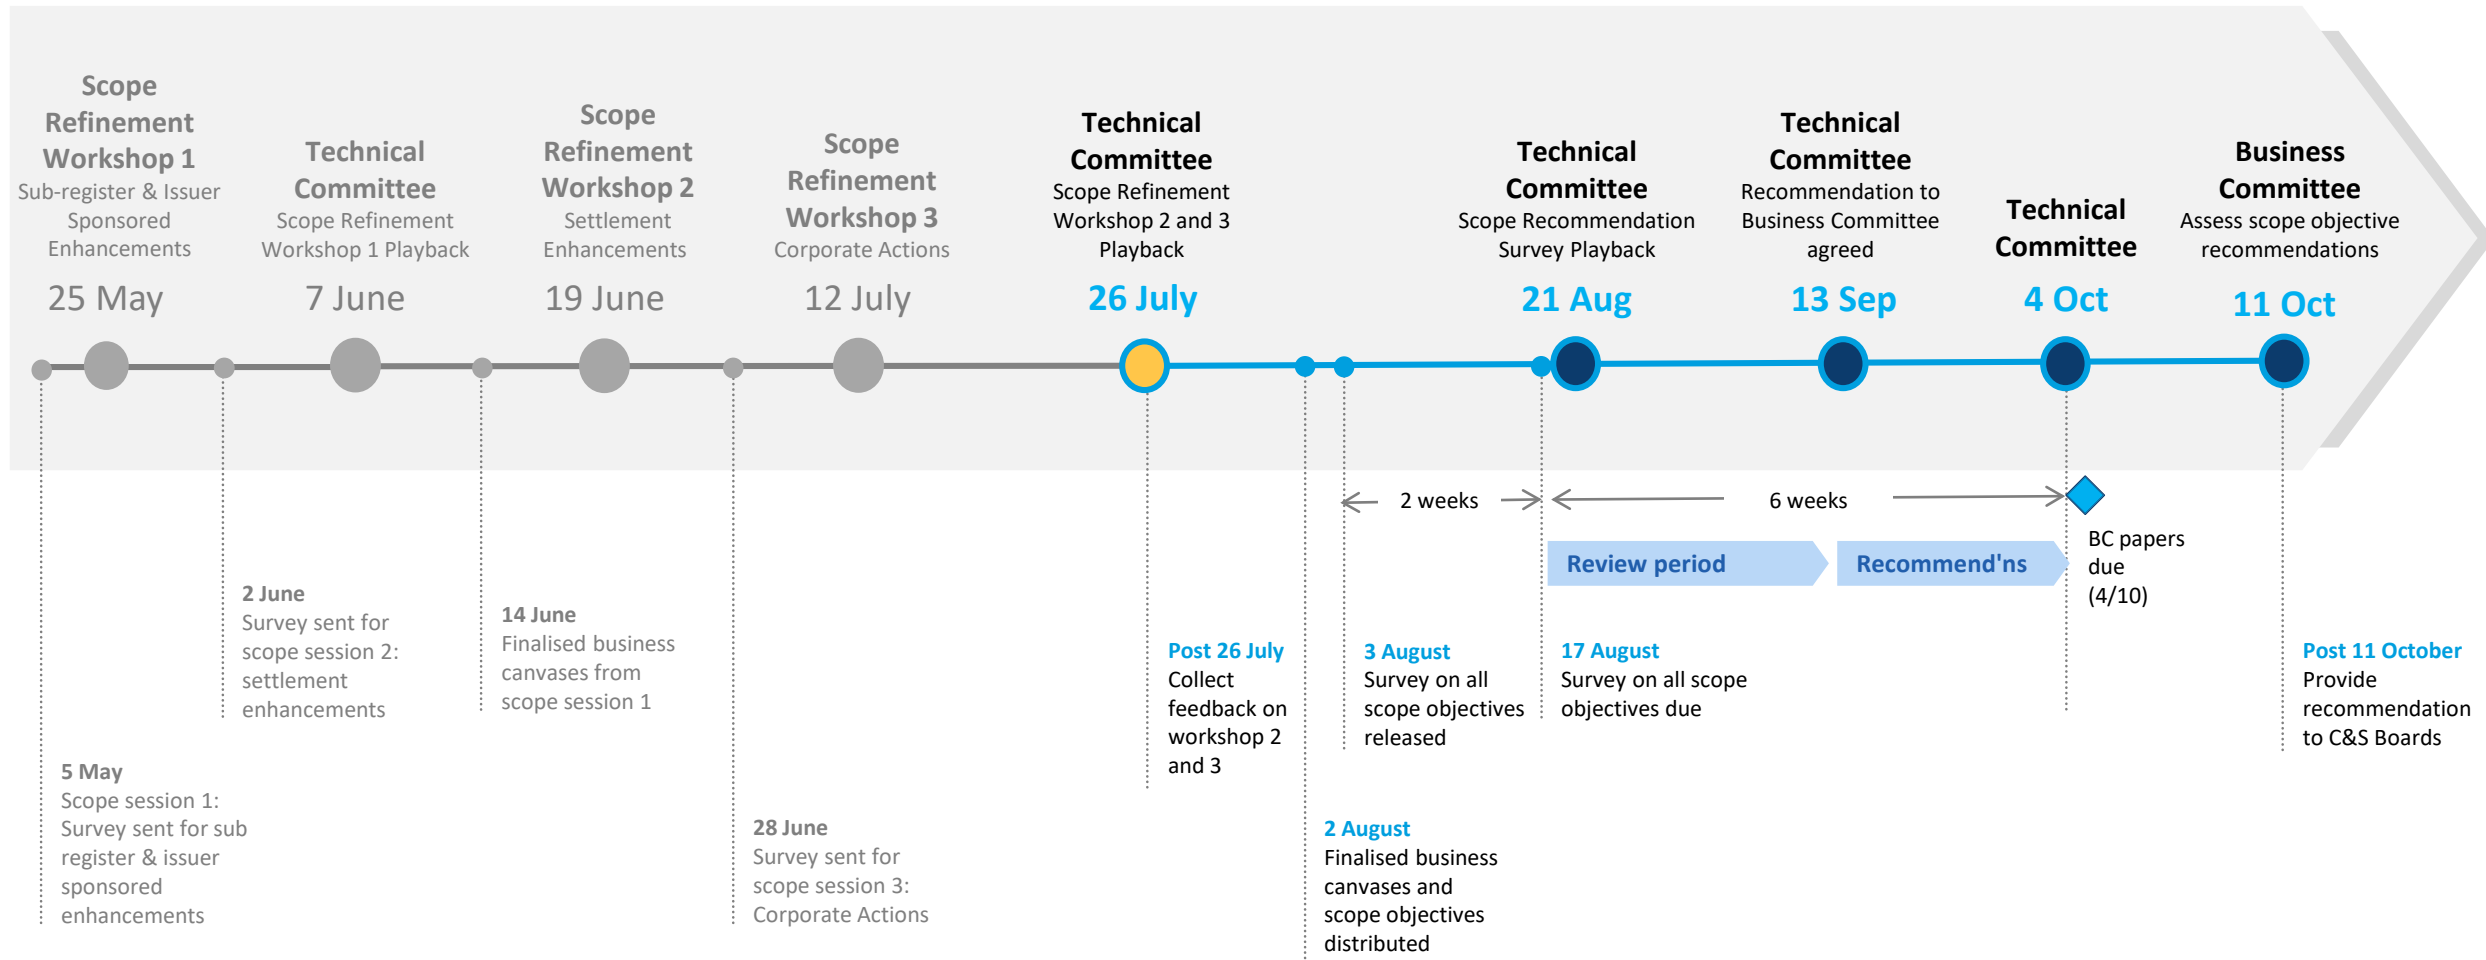 Scope
Refinement
Workshop 1
Sub-register & Issuer
Sponsored
Enhancements
25 May
Technical
Committee
Scope Refinement
Workshop 1 Playback
7 June
Scope
Refinement
Workshop 2
Settlement
Enhancements
19 June
Scope
Refinement
Workshop 3
Corporate Actions
12 July
Technical
Committee
Scope Refinement
Workshop 2 and 3
Playback
26 July
Technical
Committee
Scope Recommendation
Survey Playback
21 Aug
Technical
Committee
Recommendation to
Business Committee
agreed
13 Sep
Technical
Committee
4 Oct
Business
Committee
Assess scope objective
recommendations
11 Oct
2 weeks
6 weeks
Review period
Recommend'ns
BC papers
due
(4/10)
5 May
Scope session 1:
Survey sent for sub
register & issuer
sponsored
enhancements
2 June
Survey sent for
scope session 2:
settlement
enhancements
14 June
Finalised business
canvases from
scope session 1
28 June
Survey sent for
scope session 3:
Corporate Actions
Post 26 July
Collect
feedback on
workshop 2
and 3
2 August
Finalised business
canvases and
scope objectives
distributed
3 August
Survey on all
scope objectives
released
17 August
Survey on all scope
objectives due
Post 11 October
Provide
recommendation
to C&S Boards